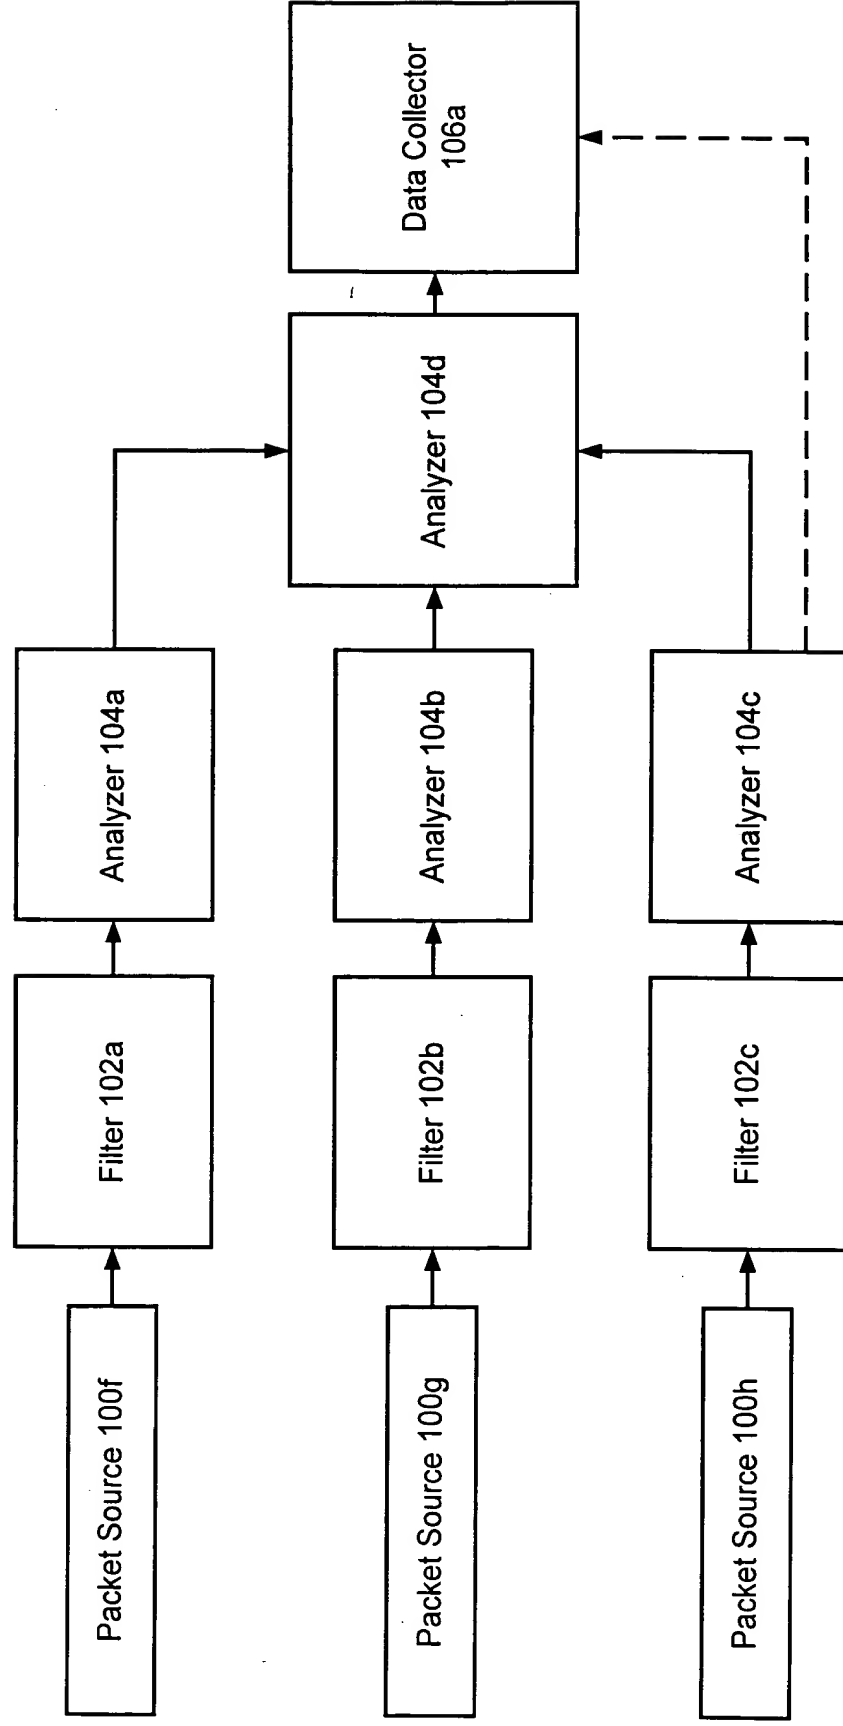 Packet Source 100f
Filter 102a
Analyzer 104a
Packet Source 100g
Filter 102b
Analyzer 104b
Analyzer 104d
Data Collector
106a
Packet Source 100h
Filter 102c
Analyzer 104c